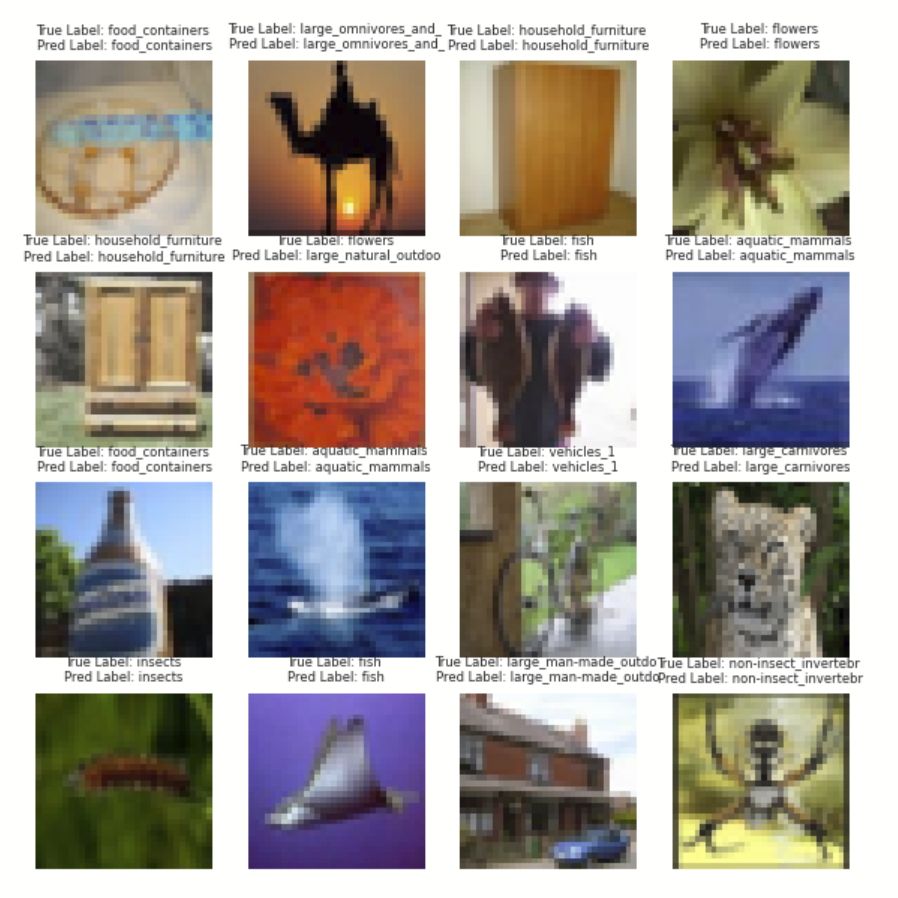 True Label: food_containers
Pred Label: food_containers
True Label: large_omnivores_and_
Pred Label: large_omnivores_and_
True Label: household_furniture
Pred Label: household_furniture
True Label: flowers
Pred Label: flowers
True Label: household_furniture
Pred Label: household_furniture
True Label: flowers
Pred Label: large_natural_outdoo
True Label: fish
Pred Label: fish
True Label: aquatic_mammals
Pred Label: aquatic_mammals
True Label: food_containers
Pred Label: food_containers
True Label: aquatic_mammals
Pred Label: aquatic_mammals
True Label: vehicles_1
Pred Label: vehicles_1
True Label: large_carnivores
Pred Label: large_carnivores
True Label: insects
Pred Label: insects
True Label: fish
Pred Label: fish
True Label: large_man-made_outdo
Pred Label: large_man-made_outdo
True Label: non-insect_invertebr
Pred Label: non-insect_invertebr